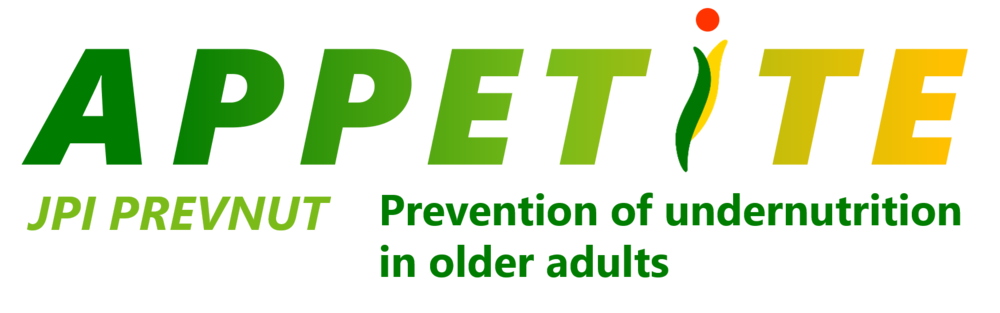 APPETiTE
JPI PREVNUT
Prevention of undernutrition
in older adults